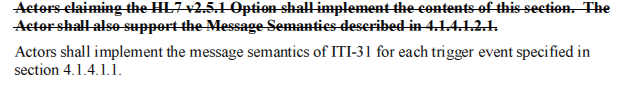 Actors claiming the HL7 v2.5.1 Option shall implement the contents of this section. The
Actor shall also support the Message Semantics described in 4.1.4.1.2.1.
Actors shall implement the message semantics of ITI-31 for each trigger event specified in
section 4.1.4.1.1.